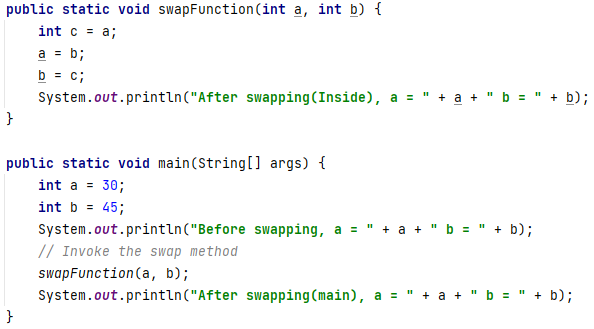 public static void swapFunction(int a, int b) {
    int c = a;
    a = b;
    b = c;
    System.out.println("After swapping(Inside), a = " + a + " b = " + b);
}

public static void main(String[] args) {
    int a = 30;
    int b = 45;
    System.out.println("Before swapping, a = " + a + " b = " + b);
    // Invoke the swap method
    swapFunction(a, b);
    System.out.println("After swapping(main), a = " + a + " b = " + b);
}